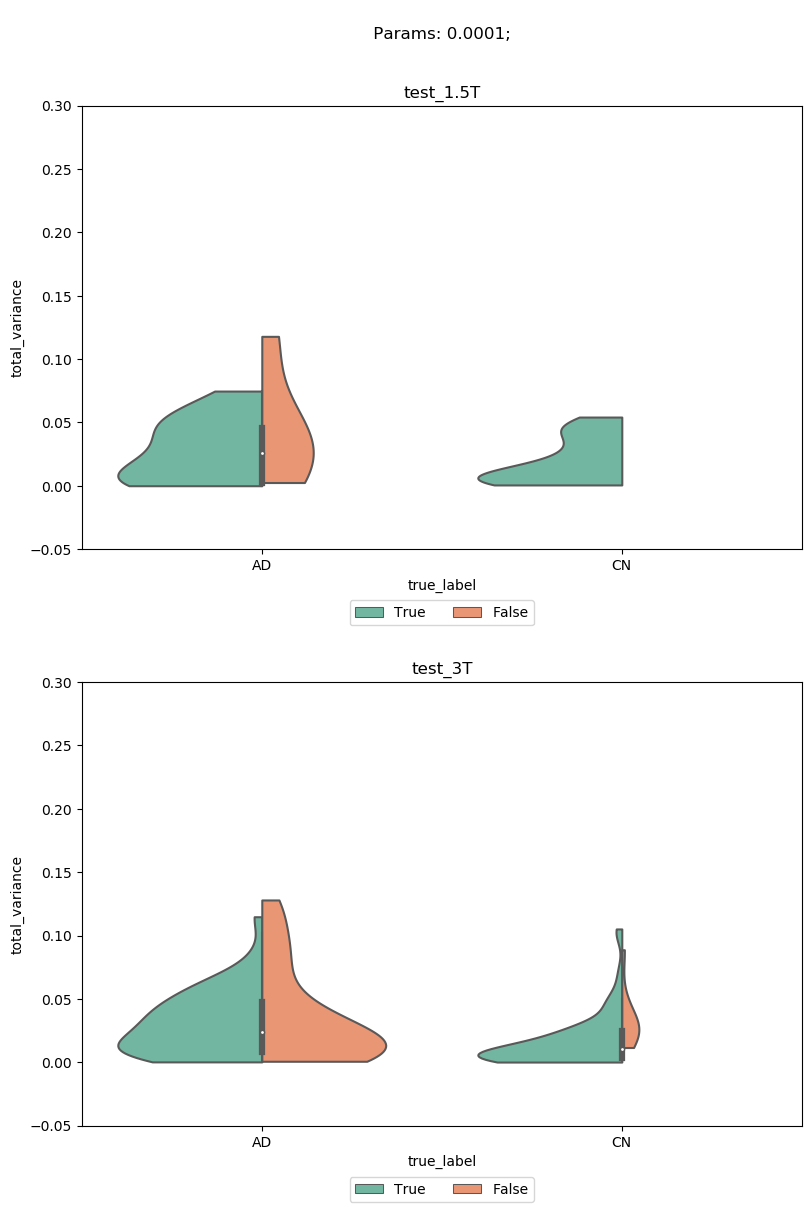 Params: 0.0001;
test_1.5T
0.30
0.25
0.20
0.15
0.10
0.05
0.00
−0.05
total_variance
AD CN
true_label
True False
test_3T
0.30
0.25
0.20
0.15
0.10
0.05
0.00
−0.05
total_variance
AD CN
true_label
True False